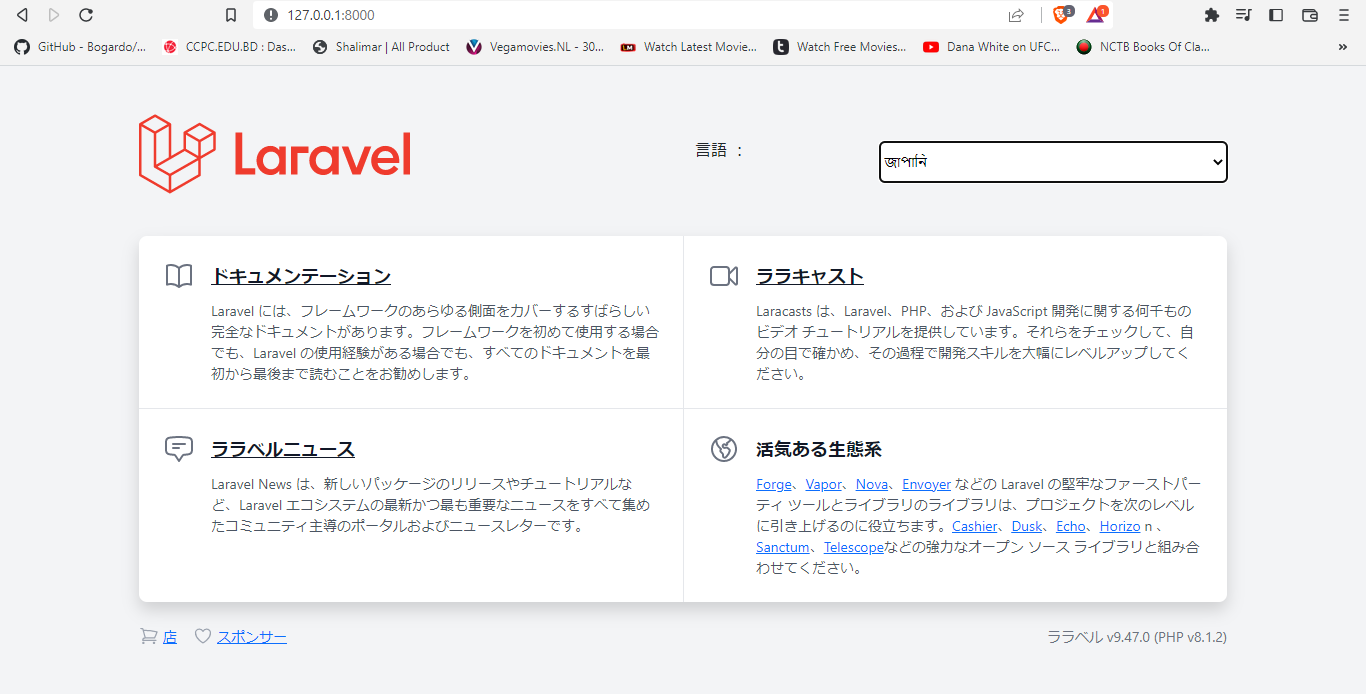 127.0.0.1:8000
3
1
GitHub - Bogardo/...
CCPC.EDU.BD : Das...
Shalimar | All Product
Vegamovies.NL - 30...
Watch Latest Movie...
Watch Free Movies...
Dana White on UFC...
NCTB Books Of Cla...
»
Laravel
言語 ：
জাপানি
ドキュメンテーション
Laravel には、フレームワークのあらゆる側面をカバーするすばらしい
完全なドキュメントがあります。フレームワークを初めて使用する場合
でも、Laravel の使用経験がある場合でも、すべてのドキュメントを最
初から最後まで読むことをお勧めします。
ララキャスト
Laracasts は、Laravel、PHP、および JavaScript 開発に関する何千もの
ビデオ チュートリアルを提供しています。それらをチェックして、自
分の目で確かめ、その過程で開発スキルを大幅にレベルアップしてく
ださい。
ララベルニュース
Laravel News は、新しいパッケージのリリースやチュートリアルな
ど、Laravel エコシステムの最新かつ最も重要なニュースをすべて集め
たコミュニティ主導のポータルおよびニュースレターです。
活気ある生態系
Forge、Vapor、Nova、Envoyer などの Laravel の堅牢なファーストパー
ティ ツールとライブラリのライブラリは、プロジェクトを次のレベル
に引き上げるのに役立ちます。Cashier、Dusk、Echo、Horizo n 、
Sanctum、Telescopeなどの強力なオープン ソース ライブラリと組み合
わせてください。
店
スポンサー
ララベル v9.47.0 (PHP v8.1.2)